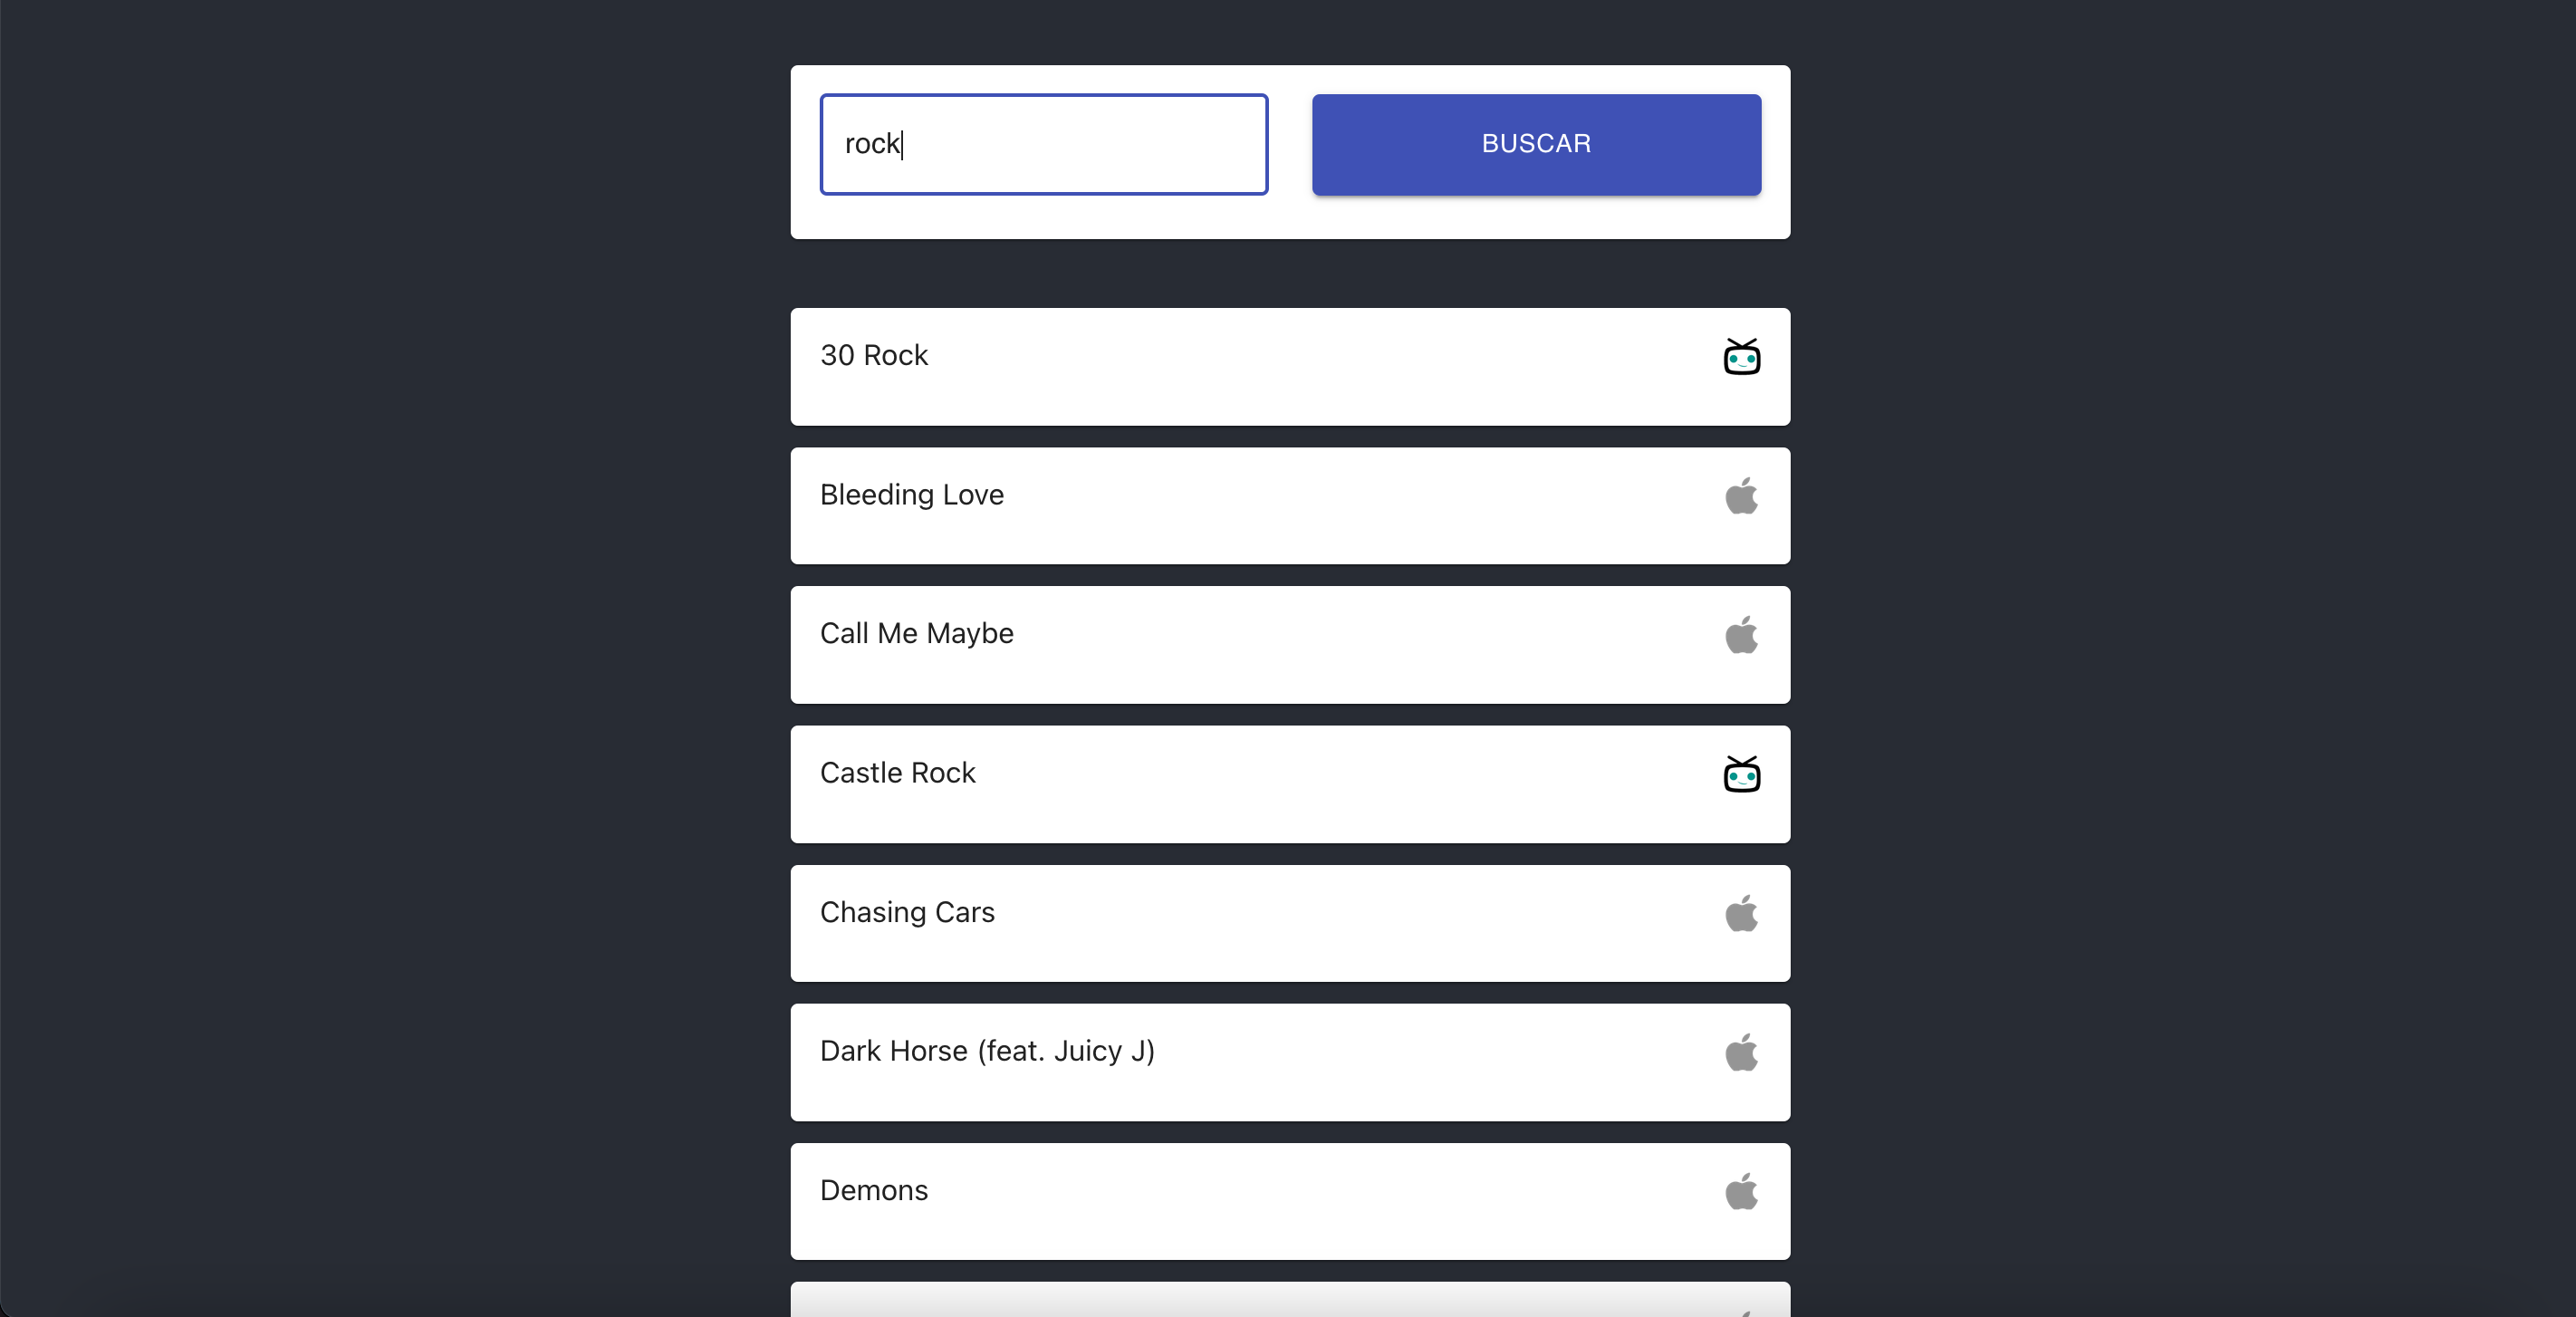 rock
BUSCAR
30 Rock
Bleeding Love
Call Me Maybe
Castle Rock
Chasing Cars
Dark Horse (feat. Juicy J)
Demons